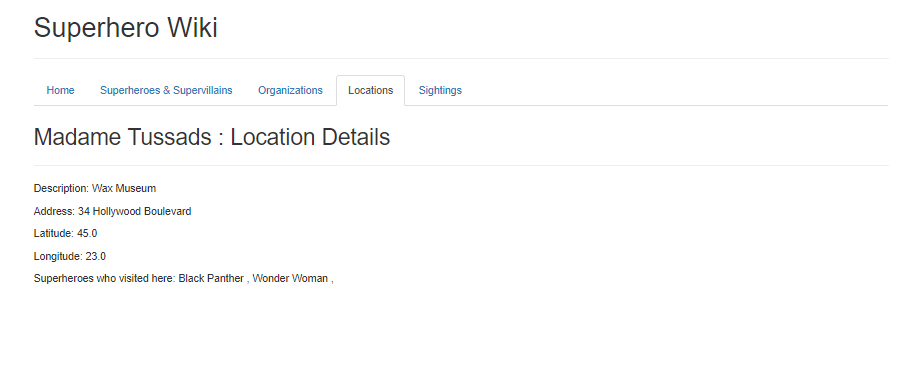 Superhero Wiki
Home Superheroes & Supervillains Organizations Locations Sightings
Madame Tussads : Location Details
Description: Wax Museum
Address: 34 Hollywood Boulevard
Latitude: 45.0
Longitude: 23.0
Superheroes who visited here: Black Panther , Wonder Woman ,